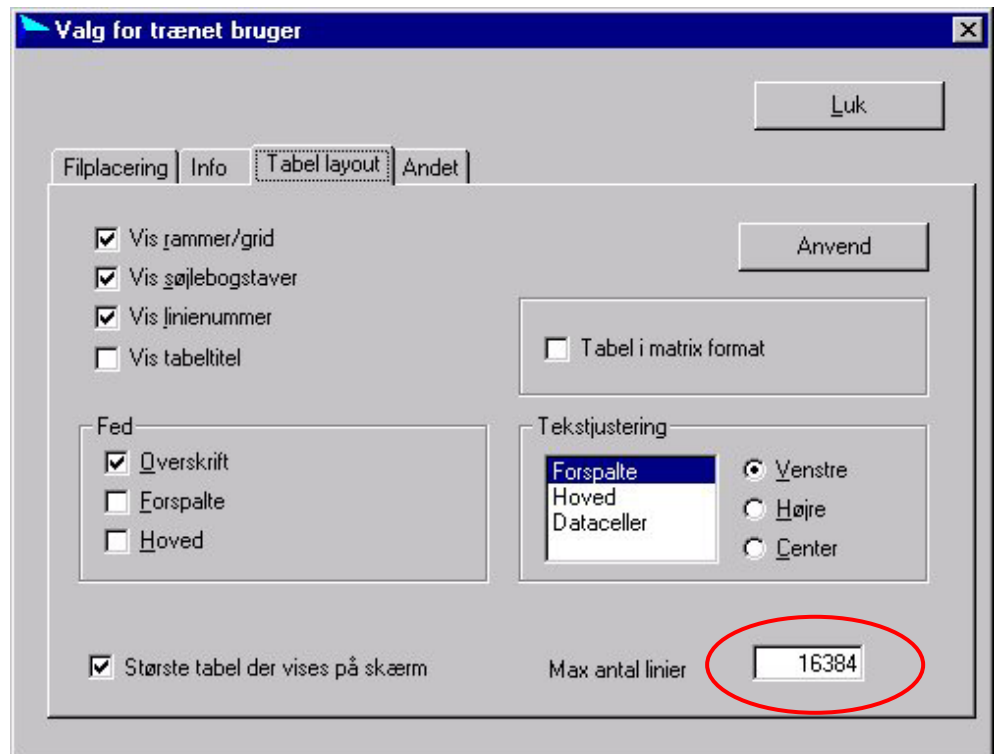 Valg for trænet bruger
Luk
Filplacering Info Tabel layout Andet
Vis rammer/grid
Anvend
Vis søjlebogstaver
Vis linienummer
Tabel i matrix format
Vis tabeltitel
Fed
Overskrift
Forspalte
Hoved
Tekstjustering
Forspalte
Hoved
Dataceller
Venstre
Højre
Center
Største tabel der vises på skærm
Max antal linier 16384